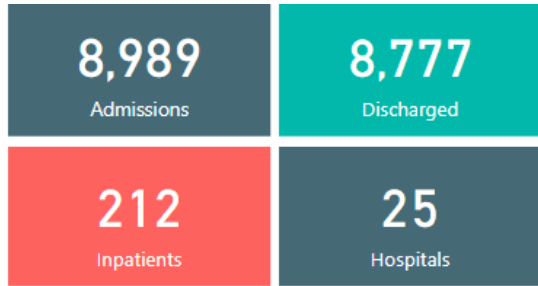 8,989
Admissions
8,777
Discharged
212
Inpatients
25
Hospitals